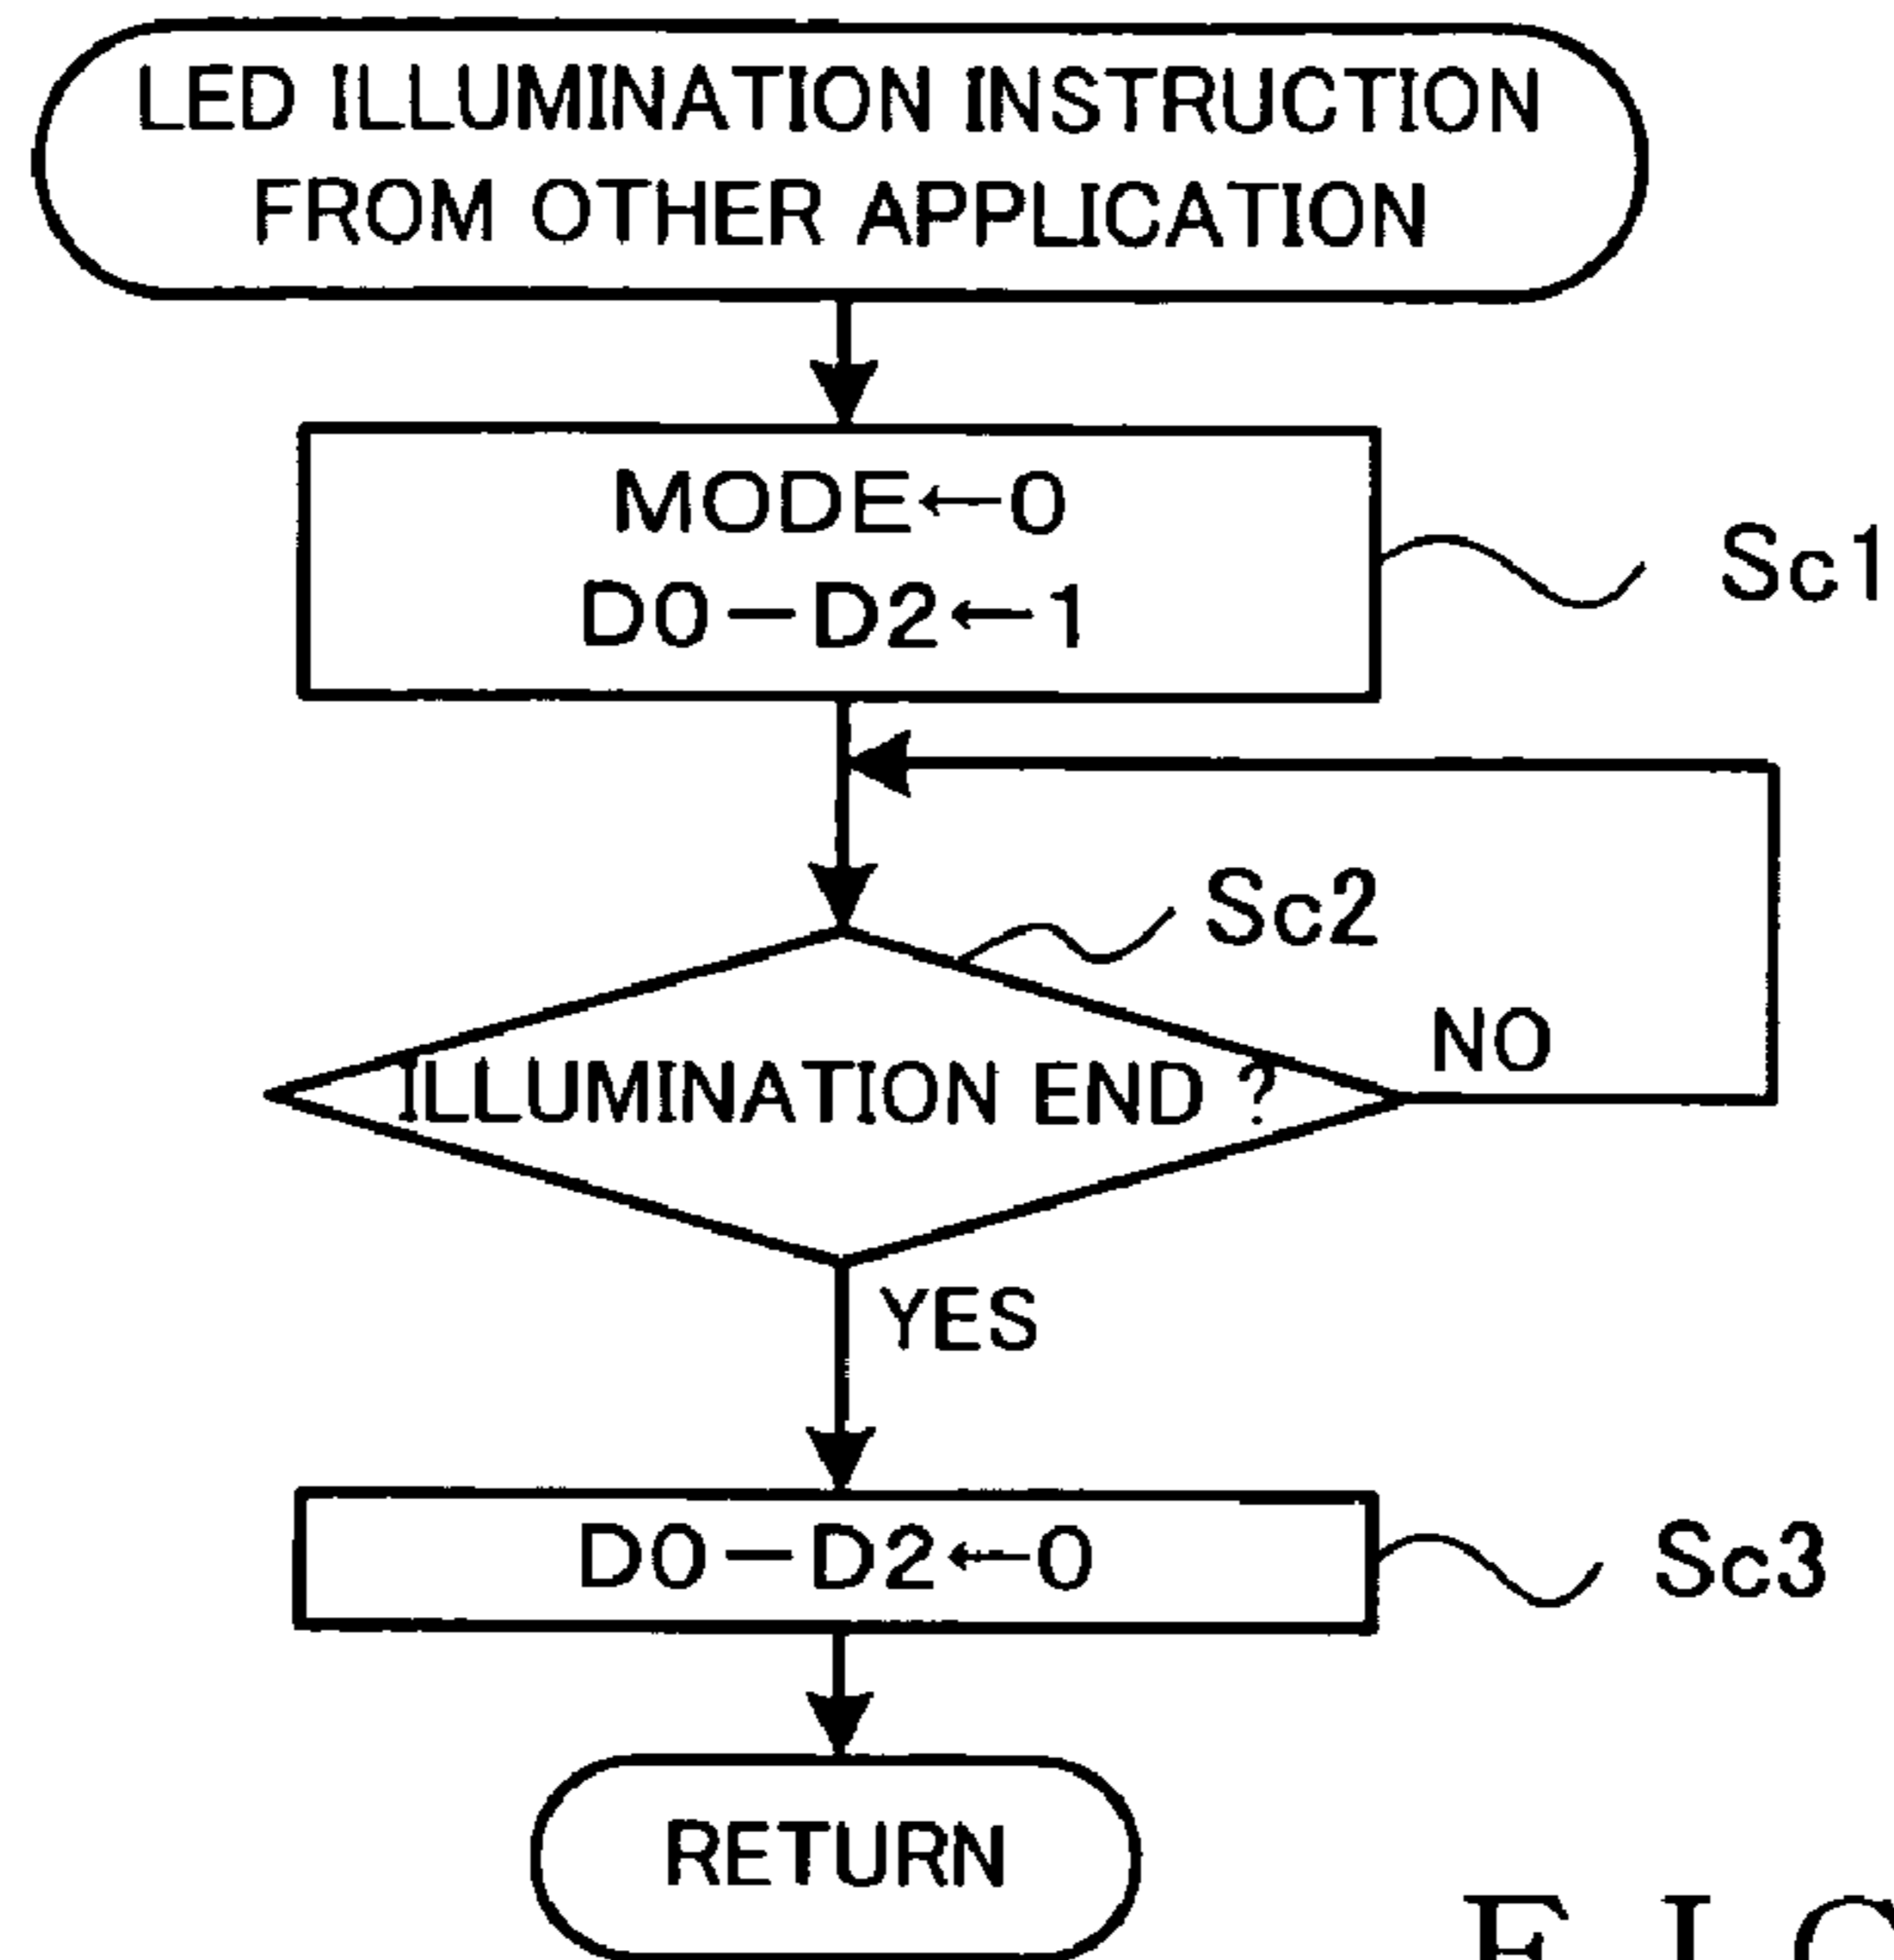 LED ILLUMINATION INSTRUCTION
FROM OTHER APPLICATION
MODE←0
D0−D2←1
Sc1
Sc2
ILLUMINATION END ?
NO
YES
D0−D2←0
Sc3
RETURN